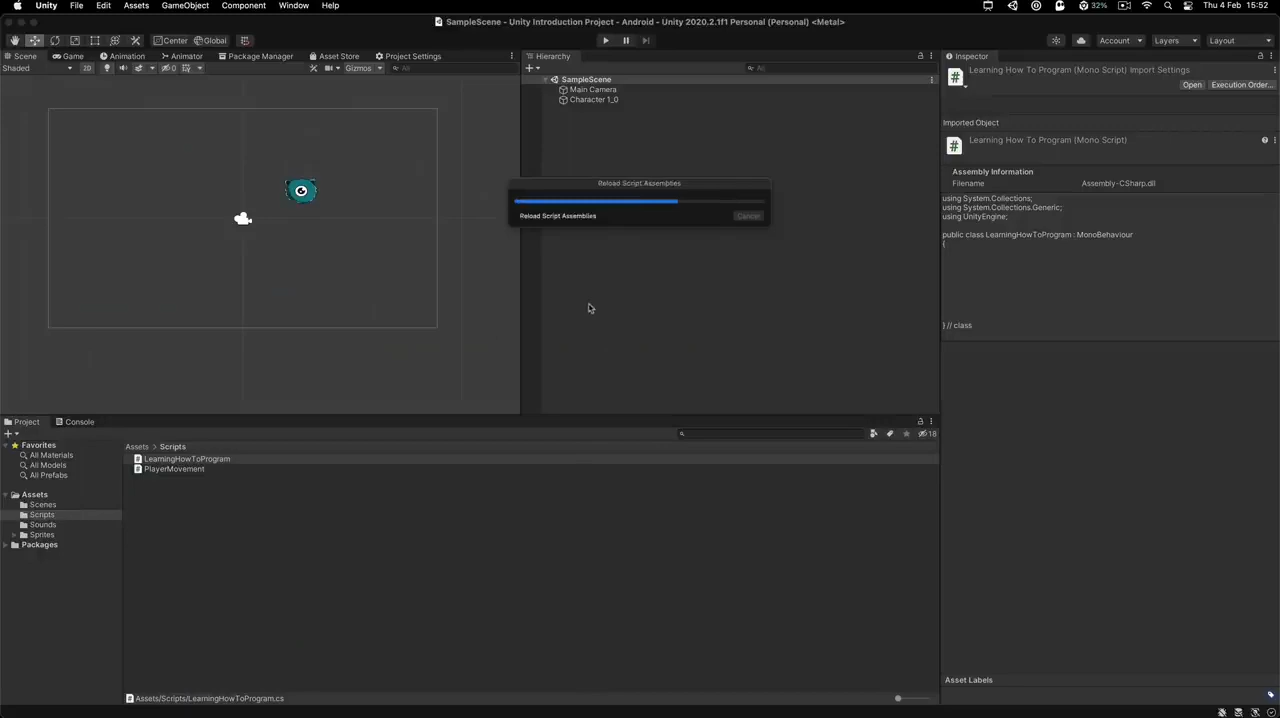 Unity File Edit Assets GameObject Component Window Help 32% Thu 4 Feb 15:52
SampleScene - Unity Introduction Project - Android - Unity 2020.2.1f1 Personal (Personal) <Metal>
Center Global Account Layers Layout
Scene Game Animation Animator Package Manager Asset Store Project Settings
Hierarchy
Inspector
Shaded 2D 0 Gizmos All
All
SampleScene
Main Camera
Character 1_0
Learning How To Program (Mono Script) Import Settings
Open Execution Order...
Imported Object
Learning How To Program (Mono Script)
Assembly Information
Filename Assembly-CSharp.dll
using System.Collections;
using System.Collections.Generic;
using UnityEngine;
public class LearningHowToProgram : MonoBehaviour
{
} // class
Reload Script Assemblies
Reload Script Assemblies Cancel
Project Console
18
Favorites
All Materials
All Models
All Prefabs
Assets
Scenes
Scripts
Sounds
Sprites
Packages
Assets > Scripts
LearningHowToProgram
PlayerMovement
Assets/Scripts/LearningHowToProgram.cs
Asset Labels